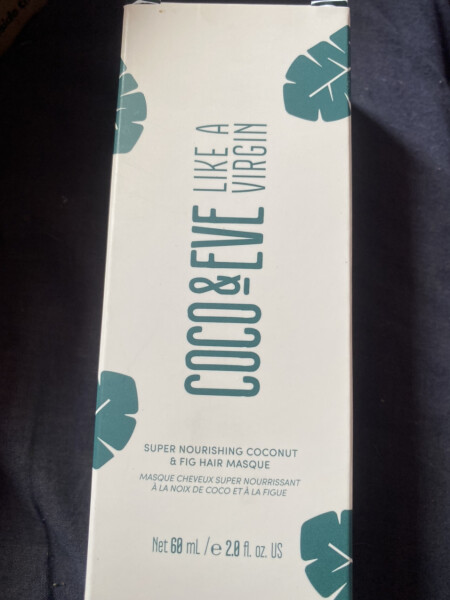 COCO&EVE
LIKE A
VIRGIN
SUPER NOURISHING COCONUT
& FIG HAIR MASQUE
MASQUE CHEVEUX SUPER NOURRISSANT
À LA NOIX DE COCO ET À LA FIGUE
Net 60 mL / e 2.0 fl. oz. US